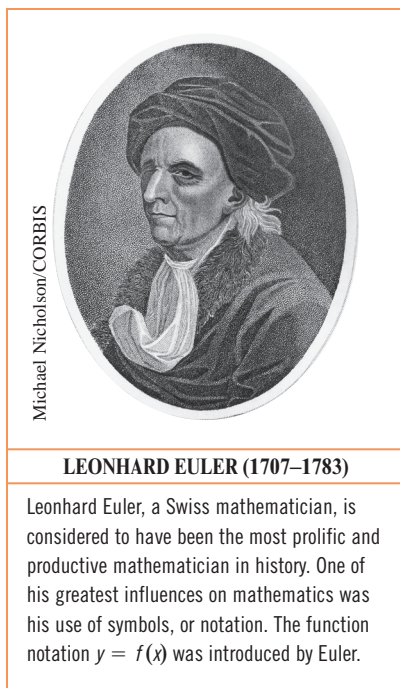 Michael Nicholson/CORBIS
LEONHARD EULER (1707–1783)
Leonhard Euler, a Swiss mathematician, is
considered to have been the most prolific and
productive mathematician in history. One of
his greatest influences on mathematics was
his use of symbols, or notation. The function
notation y = f(x) was introduced by Euler.